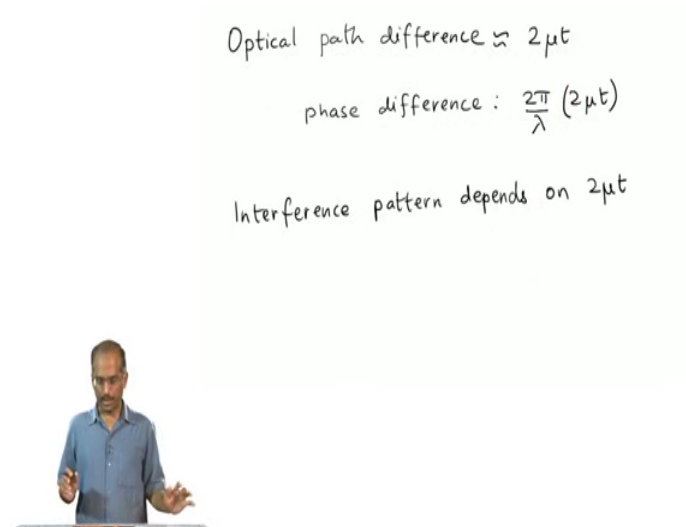 Optical path difference ≈ 2μt
phase difference : 2π/λ (2μt)
Interference pattern depends on 2μt